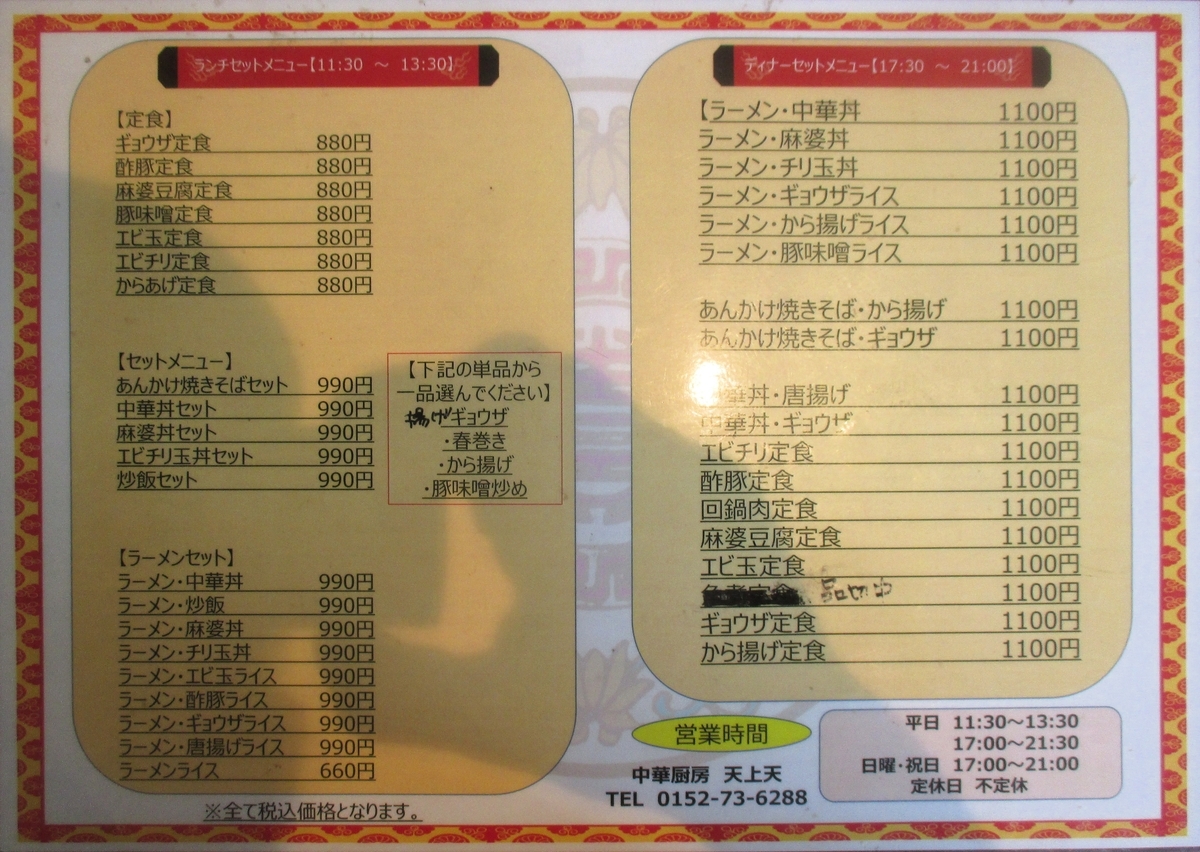 ランチセットメニュー【11:30 ～ 13:30】
【定食】
ギョウザ定食 880円
酢豚定食 880円
麻婆豆腐定食 880円
豚味噌定食 880円
エビ玉定食 880円
エビチリ定食 880円
からあげ定食 880円
【セットメニュー】
あんかけ焼きそばセット 990円
中華丼セット 990円
麻婆丼セット 990円
エビチリ玉丼セット 990円
炒飯セット 990円
【下記の単品から
一品選んでください】
揚げギョウザ
・春巻き
・から揚げ
・豚味噌炒め
【ラーメンセット】
ラーメン・中華丼 990円
ラーメン・炒飯 990円
ラーメン・麻婆丼 990円
ラーメン・チリ玉丼 990円
ラーメン・エビ玉ライス 990円
ラーメン・酢豚ライス 990円
ラーメン・ギョウザライス 990円
ラーメン・唐揚げライス 990円
ラーメンライス 660円
※全て税込価格となります。
ディナーセットメニュー【17:30 ～ 21:00】
【ラーメン・中華丼 1100円
ラーメン・麻婆丼 1100円
ラーメン・チリ玉丼 1100円
ラーメン・ギョウザライス 1100円
ラーメン・から揚げライス 1100円
ラーメン・豚味噌ライス 1100円
あんかけ焼きそば・から揚げ 1100円
あんかけ焼きそば・ギョウザ 1100円
中華丼・唐揚げ 1100円
中華丼・ギョウザ 1100円
エビチリ定食 1100円
酢豚定食 1100円
回鍋肉定食 1100円
麻婆豆腐定食 1100円
エビ玉定食 1100円
定食 品切中 1100円
ギョウザ定食 1100円
から揚げ定食 1100円
営業時間
中華厨房 天上天
TEL 0152-73-6288
平日 11:30～13:30
17:00～21:30
日曜・祝日 17:00～21:00
定休日 不定休